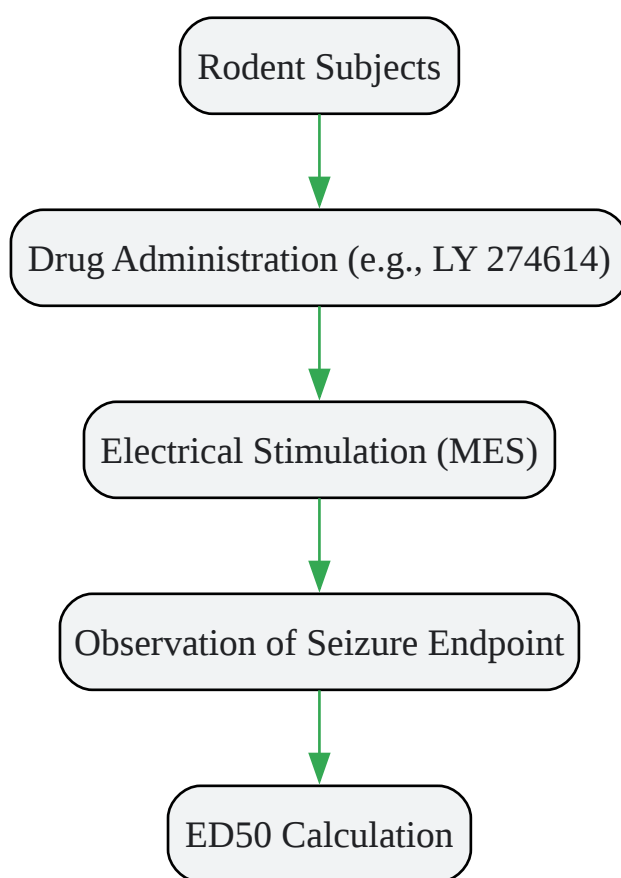 Rodent Subjects
Drug Administration (e.g., LY 274614)
Electrical Stimulation (MES)
Observation of Seizure Endpoint
ED50 Calculation